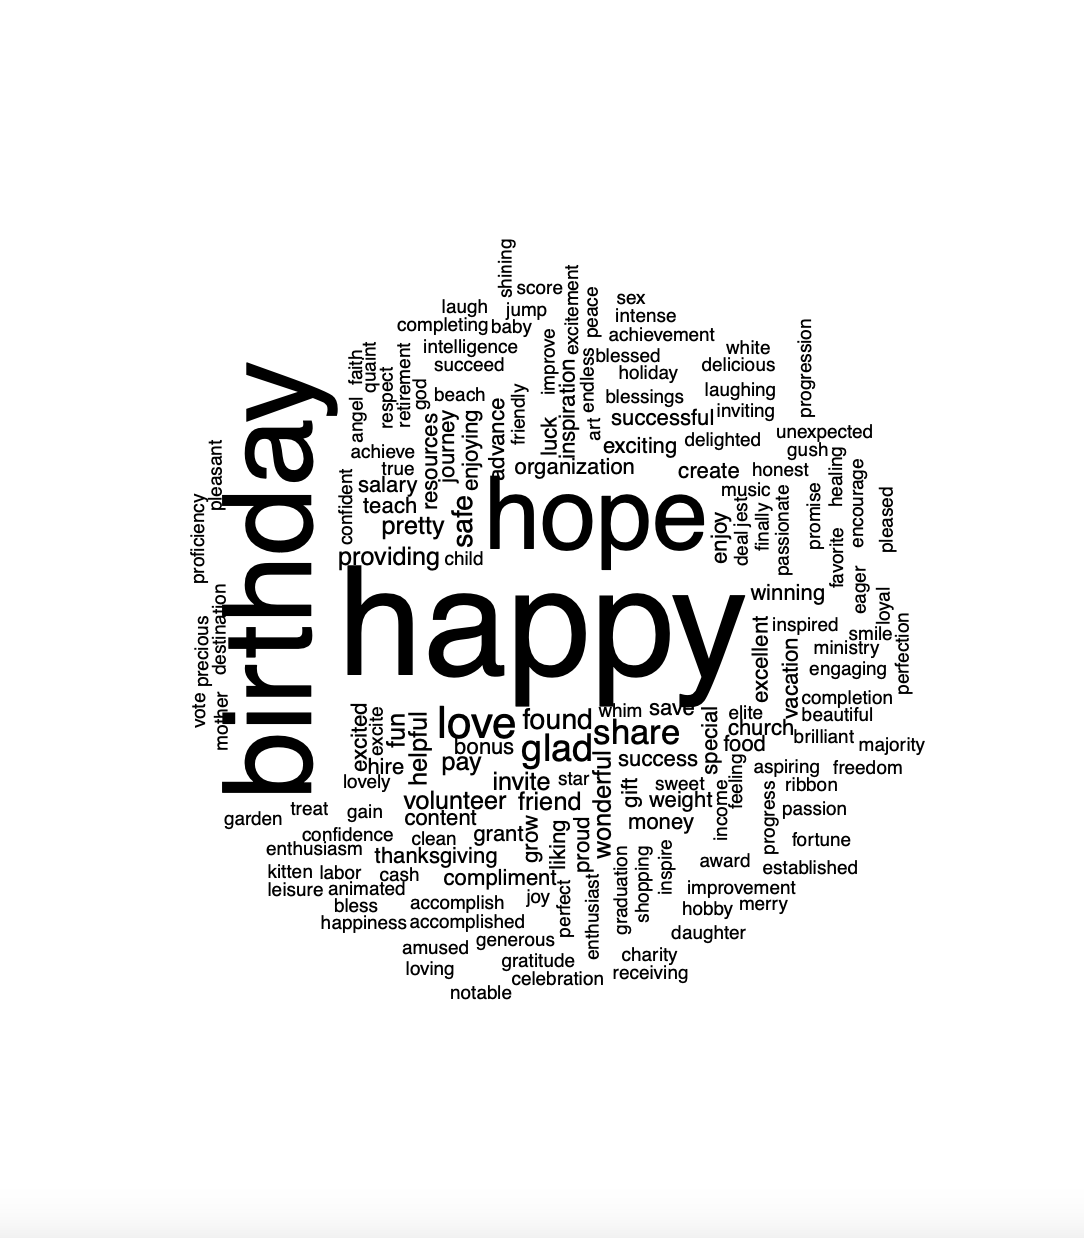 shining
score
excitement
peace
sex
laugh
jump
intense
completing
baby
achievement
improve
intelligence
succeed
blessed
white
delicious
progression
holiday
endless
faith
quaint
respect
retirement
god
beach
friendly
blessings
laughing
inviting
angel
luck
inspiration
art
successful
exciting
delighted
unexpected
gush
achieve
true
resources
journey
enjoying
advance
organization
create
honest
healing
encourage
pleasant
birthday
confident
salary
teach
pretty
safe
hope
music
enjoy
deal
jest
finally
passionate
promise
favorite
pleased
proficiency
providing
child
happy
winning
eager
loyal
precious
destination
excellent
inspired
smile
ministry
engaging
perfection
vacation
vote
mother
completion
beautiful
excited
excite
fun
helpful
love
found
whim
save
share
special
elite
church
food
brilliant
majority
bonus
glad
hire
pay
success
lovely
invite
star
wonderful
gift
sweet
feeling
aspiring
freedom
ribbon
garden
treat
gain
volunteer
friend
content
weight
money
income
progress
passion
confidence
clean
grant
grow
liking
proud
fortune
enthusiasm
thanksgiving
award
established
kitten
labor
cash
compliment
graduation
shopping
inspire
leisure
animated
improvement
bless
accomplish
joy
perfect
enthusiast
hobby
merry
happiness
accomplished
daughter
amused
generous
loving
gratitude
charity
celebration
receiving
notable